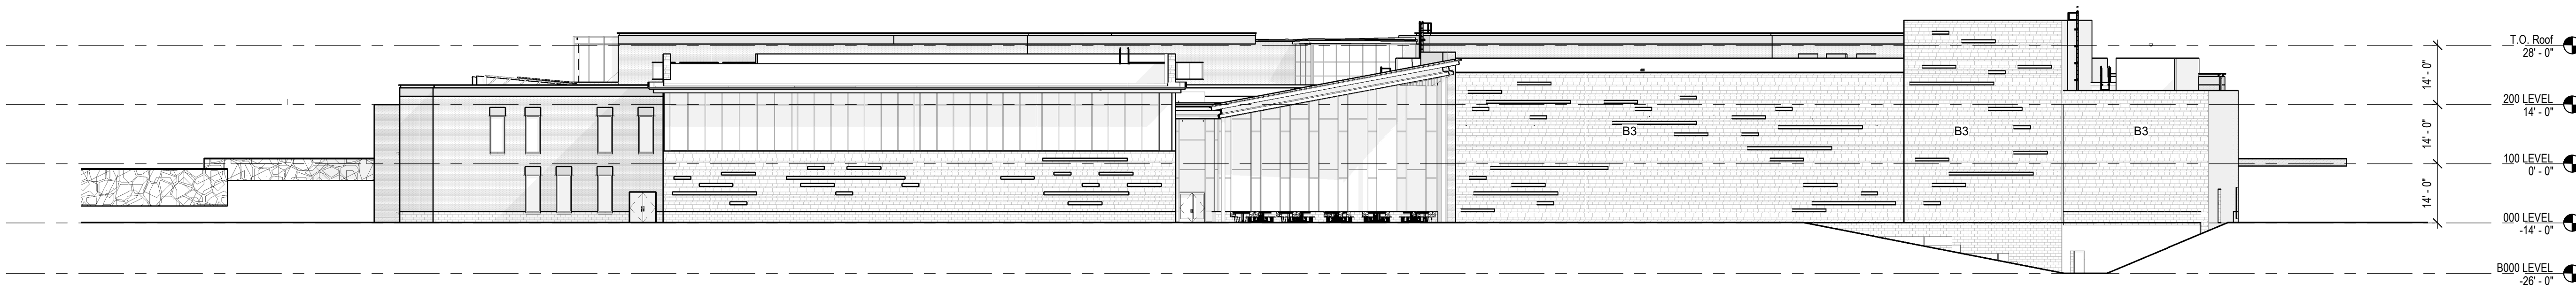 T.O. Roof
28' - 0"
14' - 0"
200 LEVEL
14' - 0"
B3
B3
B3
14' - 0"
100 LEVEL
0' - 0"
14' - 0"
000 LEVEL
-14' - 0"
B000 LEVEL
-26' - 0"